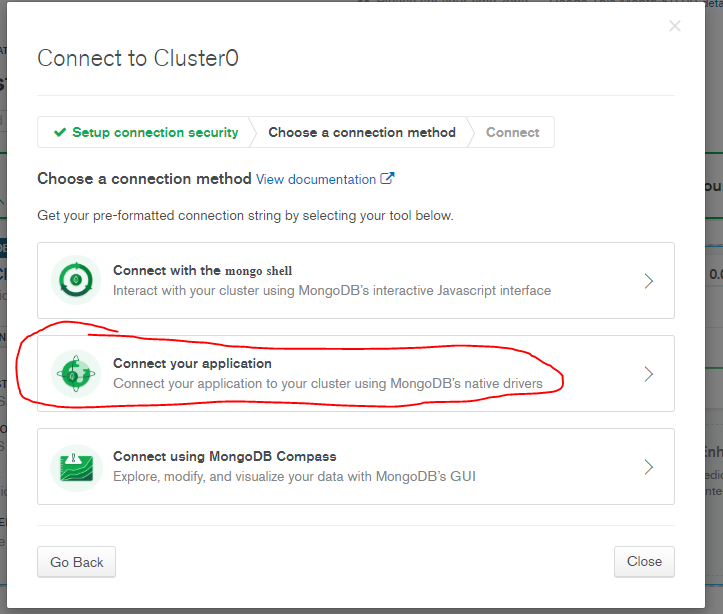 Connect to Cluster0
Setup connection security Choose a connection method Connect
Choose a connection method View documentation
Get your pre-formatted connection string by selecting your tool below.
Connect with the mongo shell
Interact with your cluster using MongoDB's interactive Javascript interface
Connect your application
Connect your application to your cluster using MongoDB's native drivers
Connect using MongoDB Compass
Explore, modify, and visualize your data with MongoDB's GUI
Go Back Close